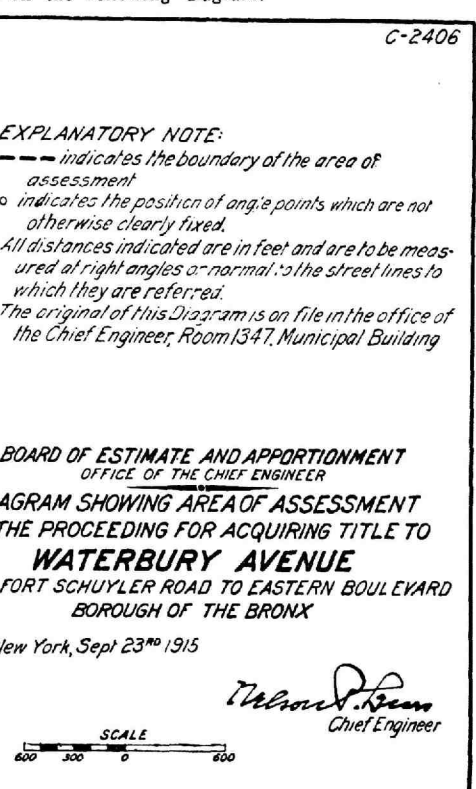 C-2406
EXPLANATORY NOTE:
indicates the boundary of the area of
assessment
indicates the position of angle points which are not
otherwise clearly fixed.
All distances indicated are in feet and are to be meas-
ured at right angles or normal to the street lines to
which they are referred.
The original of this Diagram is on file in the office of
the Chief Engineer, Room 1347, Municipal Building
BOARD OF ESTIMATE AND APPORTIONMENT
OFFICE OF THE CHIEF ENGINEER
AGRAM SHOWING AREA OF ASSESSMENT
THE PROCEEDING FOR ACQUIRING TITLE TO
WATERBURY AVENUE
FORT SCHUYLER ROAD TO EASTERN BOULEVARD
BOROUGH OF THE BRONX
New York, Sept 23RD 1915
Nelson P.
Chief Engineer
SCALE
600 300 0 600